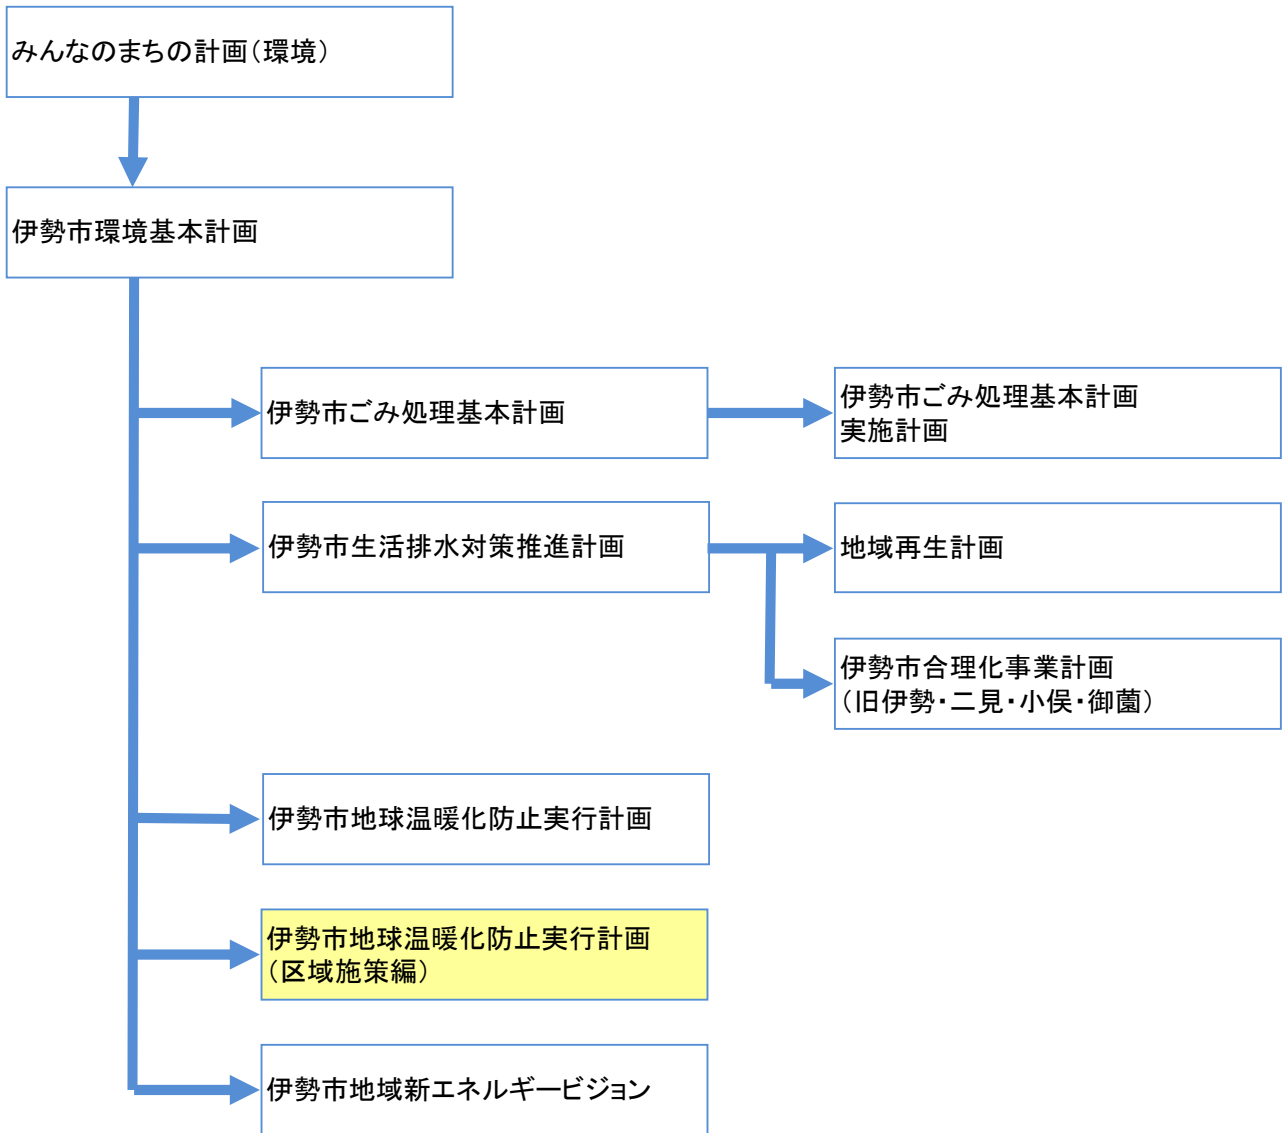 みんなのまちの計画（環境）
伊勢市環境基本計画
伊勢市ごみ処理基本計画
伊勢市ごみ処理基本計画
実施計画
伊勢市生活排水対策推進計画
地域再生計画
伊勢市合理化事業計画
（旧伊勢・二見・小俣・御薗）
伊勢市地球温暖化防止実行計画
伊勢市地球温暖化防止実行計画
（区域施策編）
伊勢市地域新エネルギービジョン